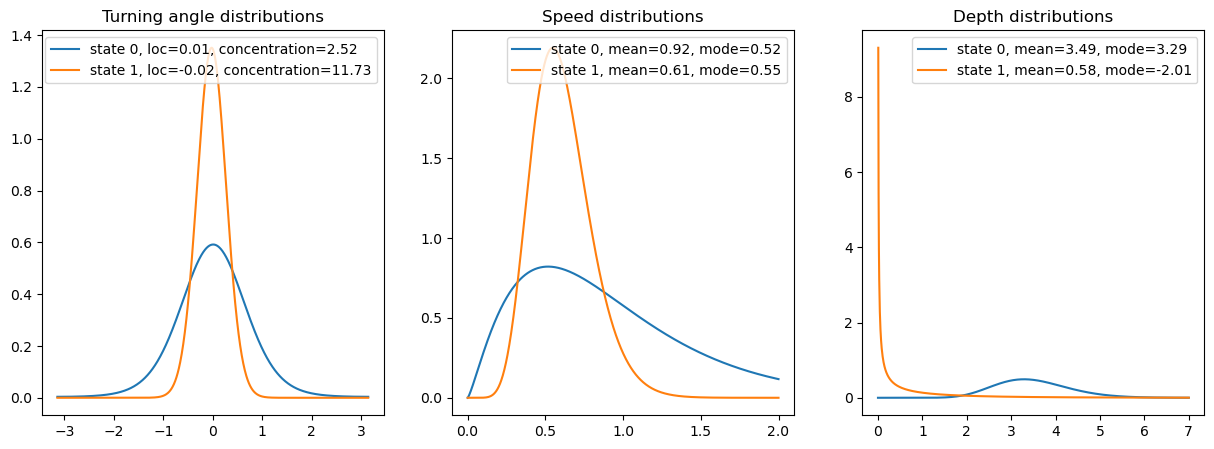 Turning angle distributions
state 0, loc=0.01, concentration=2.52
state 1, loc=-0.02, concentration=11.73
1.4
1.2
1.0
0.8
0.6
0.4
0.2
0.0
−3 −2 −1 0 1 2 3
Speed distributions
state 0, mean=0.92, mode=0.52
state 1, mean=0.61, mode=0.55
2.0
1.5
1.0
0.5
0.0
0.0 0.5 1.0 1.5 2.0
Depth distributions
state 0, mean=3.49, mode=3.29
state 1, mean=0.58, mode=-2.01
8
6
4
2
0
0 1 2 3 4 5 6 7